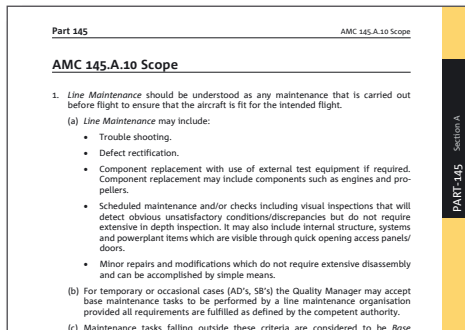 Part 145
AMC 145.A.10 Scope
AMC 145.A.10 Scope
1. Line Maintenance should be understood as any maintenance that is carried out
before flight to ensure that the aircraft is fit for the intended flight.
(a) Line Maintenance may include:
• Trouble shooting.
• Defect rectification.
• Component replacement with use of external test equipment if required.
Component replacement may include components such as engines and pro-
pellers.
• Scheduled maintenance and/or checks including visual inspections that will
detect obvious unsatisfactory conditions/discrepancies but do not require
extensive in depth inspection. It may also include internal structure, systems
and powerplant items which are visible through quick opening access panels/
doors.
• Minor repairs and modifications which do not require extensive disassembly
and can be accomplished by simple means.
(b) For temporary or occasional cases (AD's, SB's) the Quality Manager may accept
base maintenance tasks to be performed by a line maintenance organisation
provided all requirements are fulfilled as defined by the competent authority.
(c) Maintenance tasks falling outside these criteria are considered to be Base
PART-145 Section A